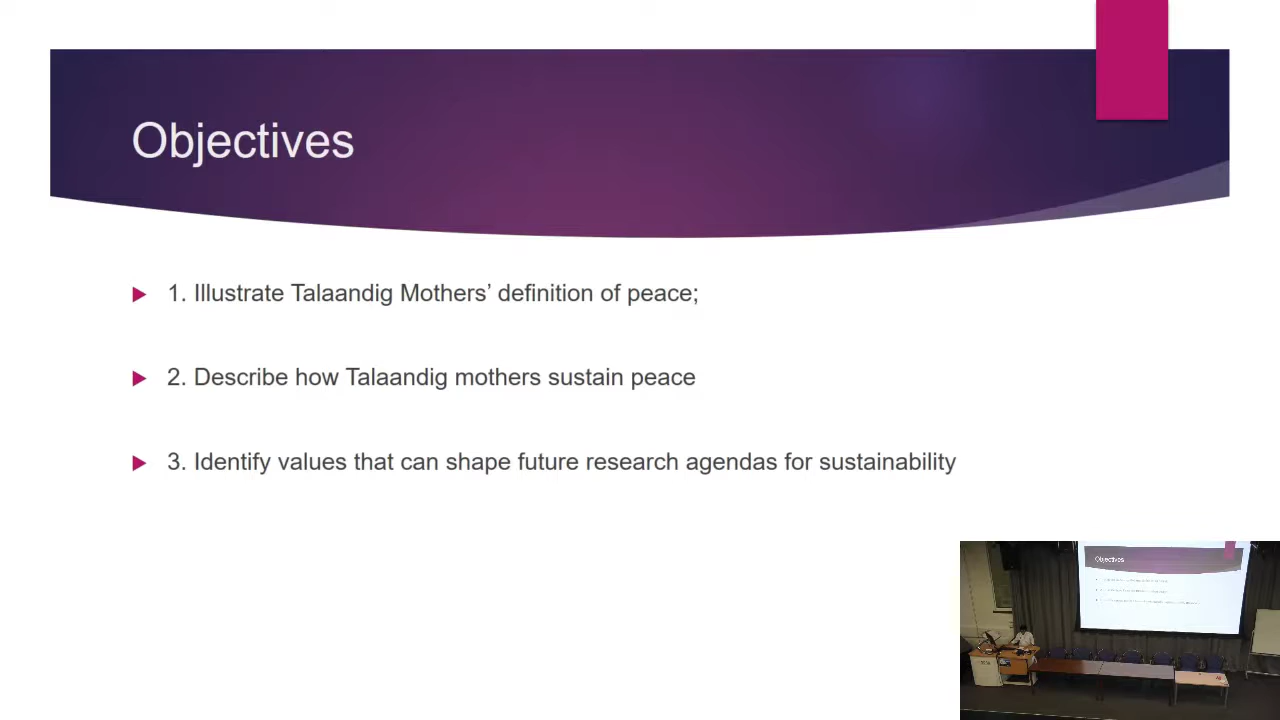 Objectives
1. Illustrate Talaandig Mothers’ definition of peace;
2. Describe how Talaandig mothers sustain peace
3. Identify values that can shape future research agendas for sustainability
Objectives